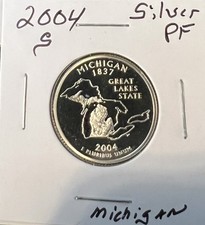 2004 Silver
S PF
MICHIGAN
1837
GREAT
LAKES
STATE
2004
E PLURIBUS UNUM
Michigan